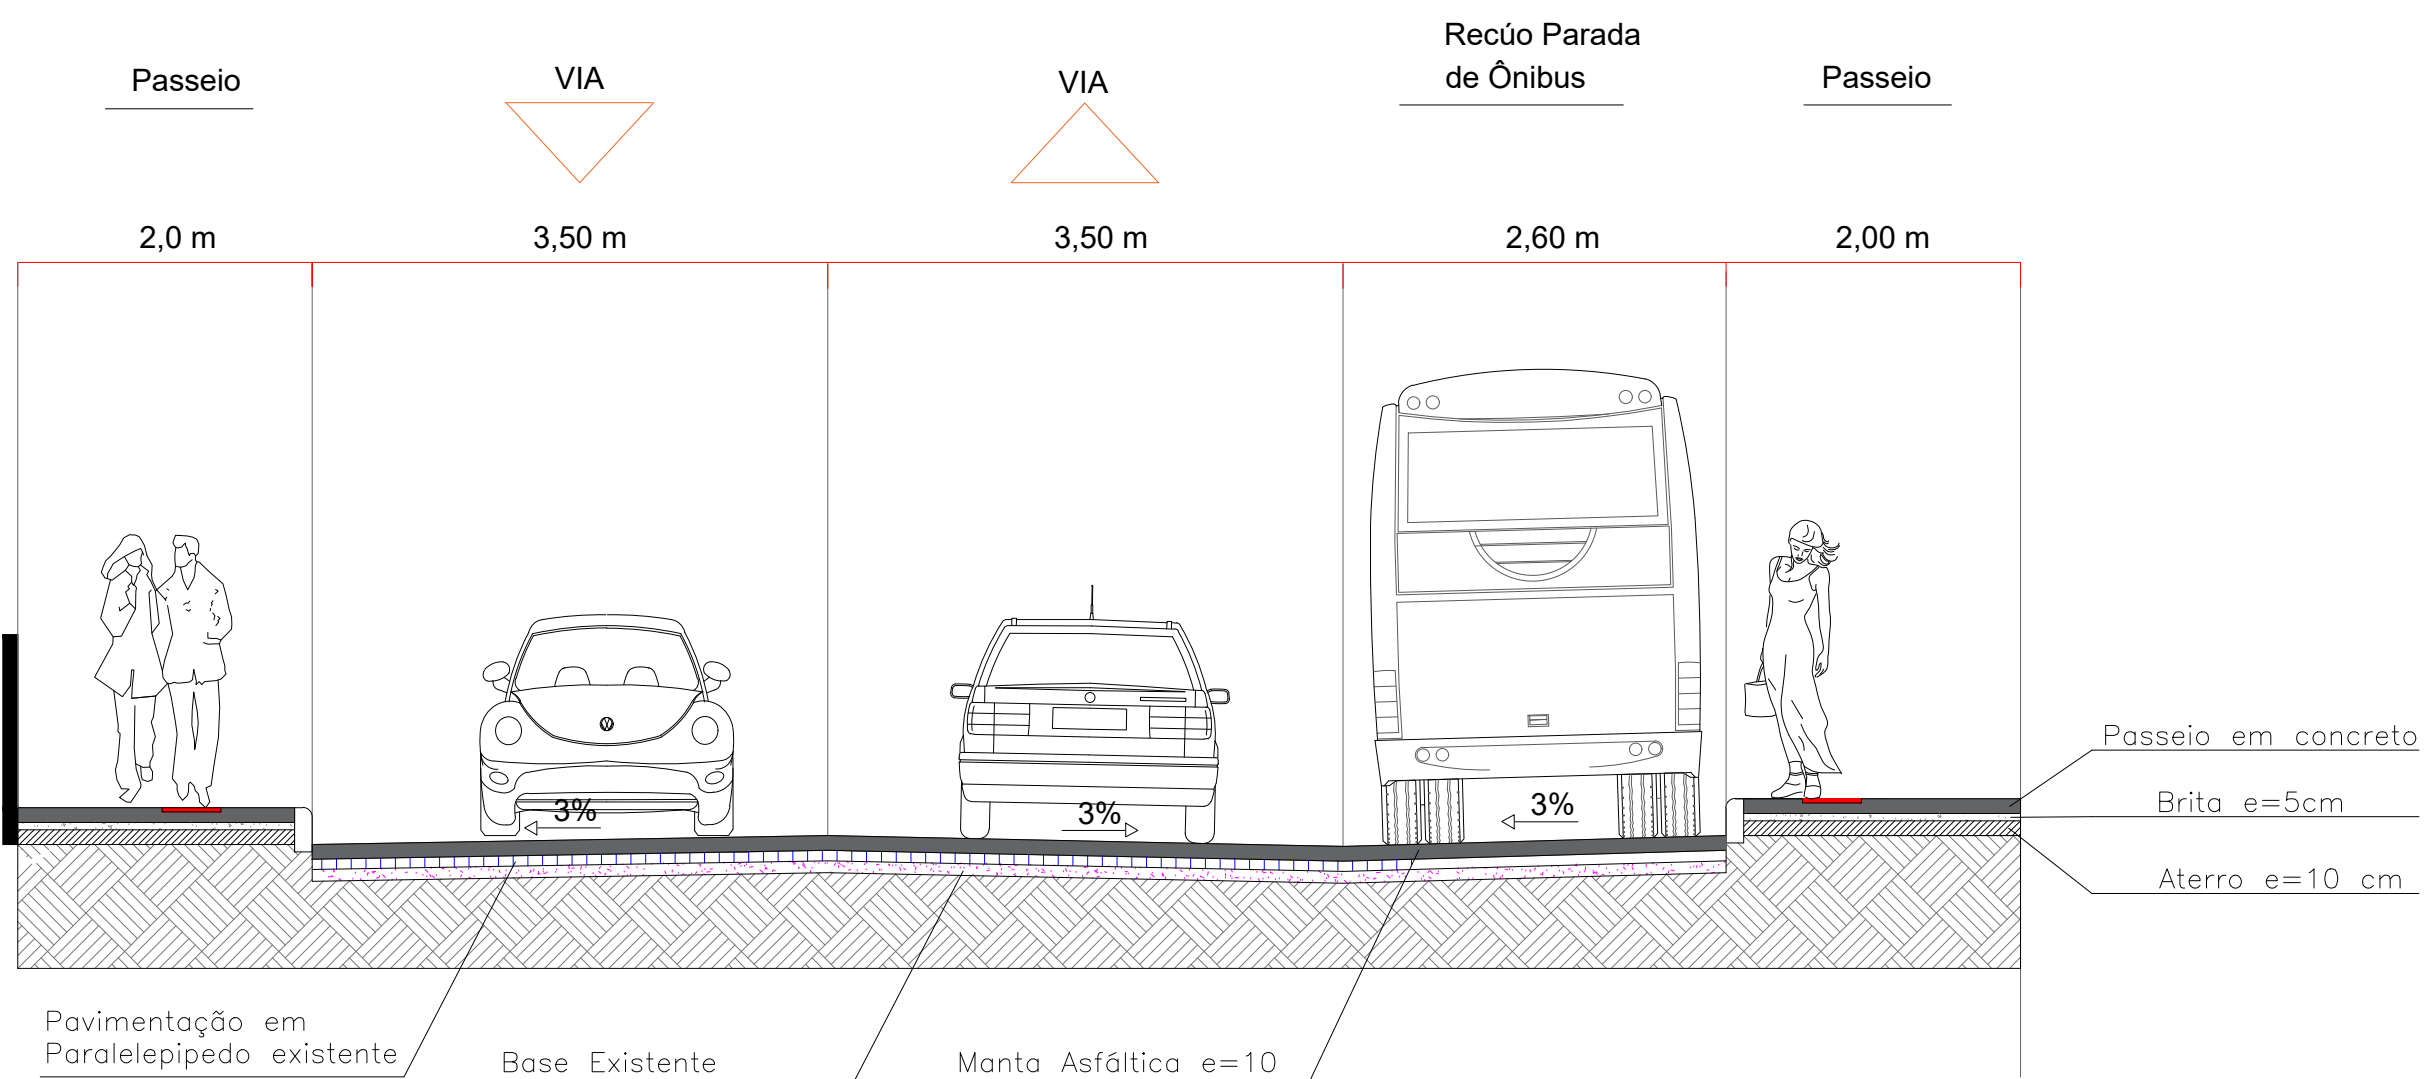 Recúo Parada
de Ônibus
Passeio
VIA
VIA
Passeio
2,0 m
3,50 m
3,50 m
2,60 m
2,00 m
3%
3%
3%
Passeio em concreto
Brita e=5cm
Aterro e=10 cm
Pavimentação em
Paralelepipedo existente
Base Existente
Manta Asfáltica e=10